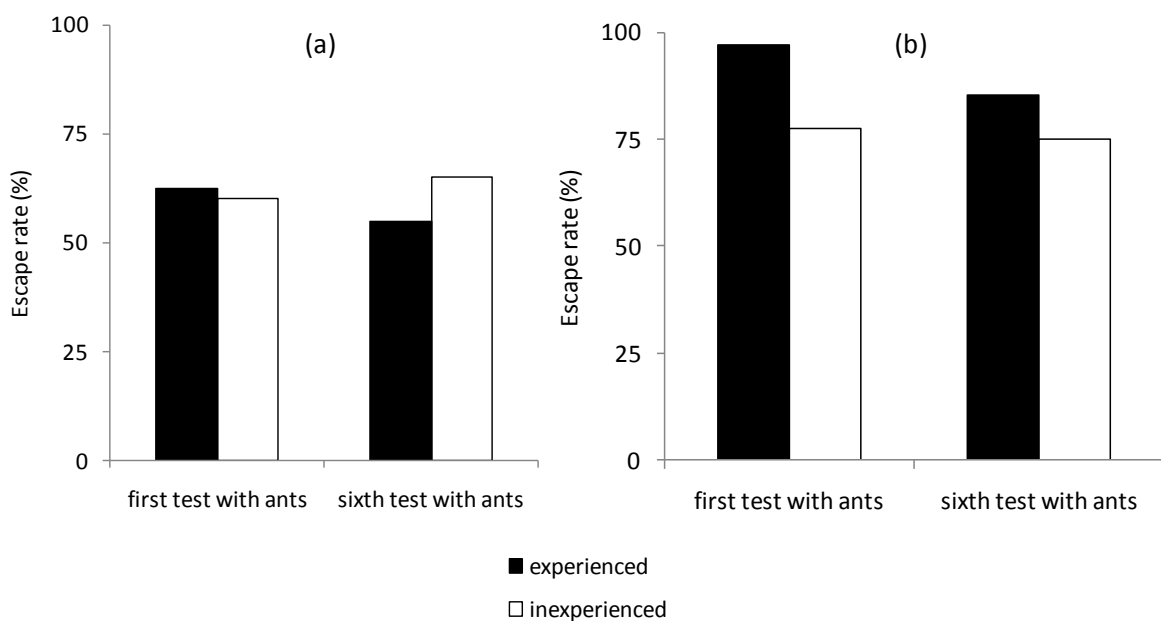 (a)
Escape rate (%)
100
75
50
25
0
first test with ants
sixth test with ants
(b)
Escape rate (%)
100
75
50
25
0
first test with ants
sixth test with ants
experienced
inexperienced